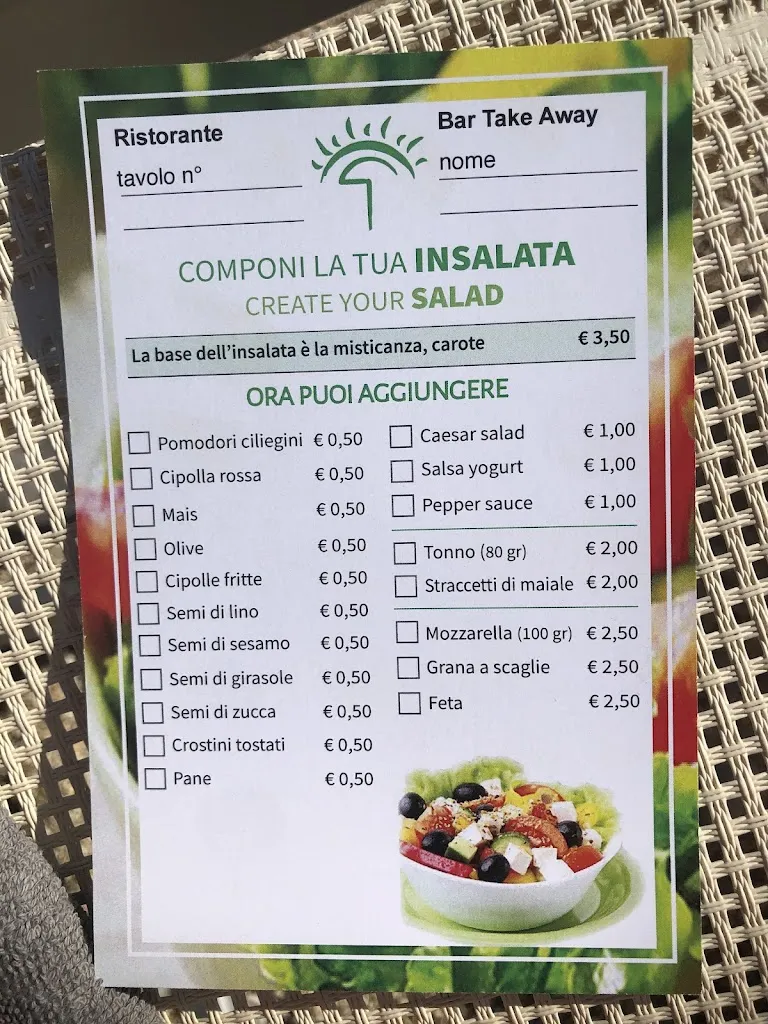 Ristorante
tavolo n°
Bar Take Away
nome
COMPONI LA TUA INSALATA
CREATE YOUR SALAD
La base dell'insalata è la misticanza, carote € 3,50
ORA PUOI AGGIUNGERE
Pomodori ciliegini € 0,50
Cipolla rossa € 0,50
Mais € 0,50
Olive € 0,50
Cipolle fritte € 0,50
Semi di lino € 0,50
Semi di sesamo € 0,50
Semi di girasole € 0,50
Semi di zucca € 0,50
Crostini tostati € 0,50
Pane € 0,50
Caesar salad € 1,00
Salsa yogurt € 1,00
Pepper sauce € 1,00
Tonno (80 gr) € 2,00
Straccetti di maiale € 2,00
Mozzarella (100 gr) € 2,50
Grana a scaglie € 2,50
Feta € 2,50